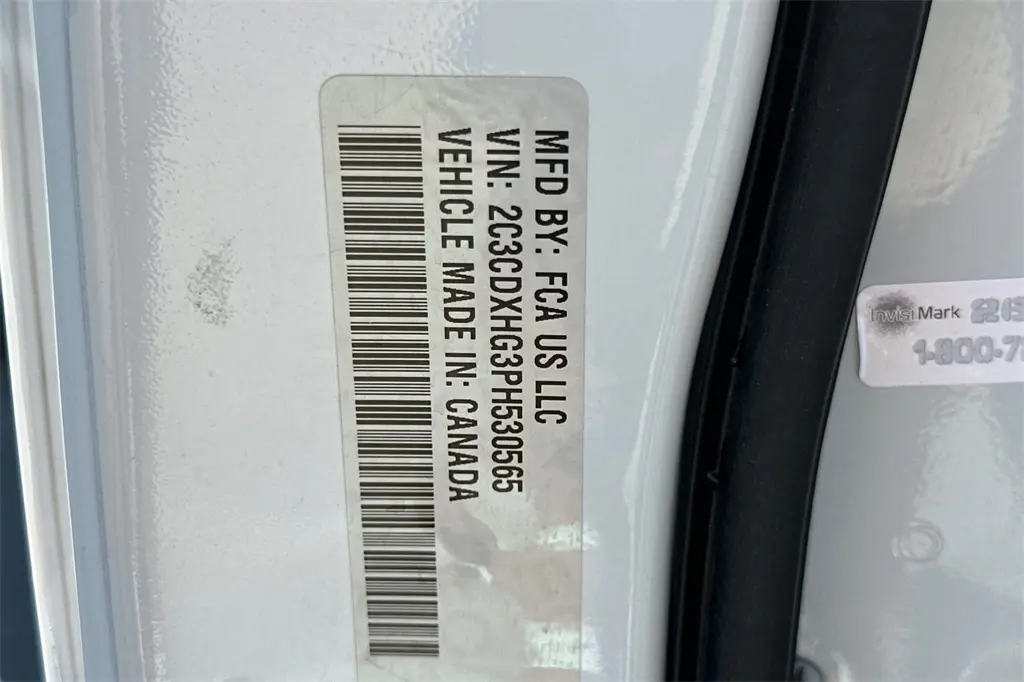 MFD BY: FCA US LLC
VIN: 2C3CDXHG3PH530565
VEHICLE MADE IN: CANADA
InvisiMark
1-800-7